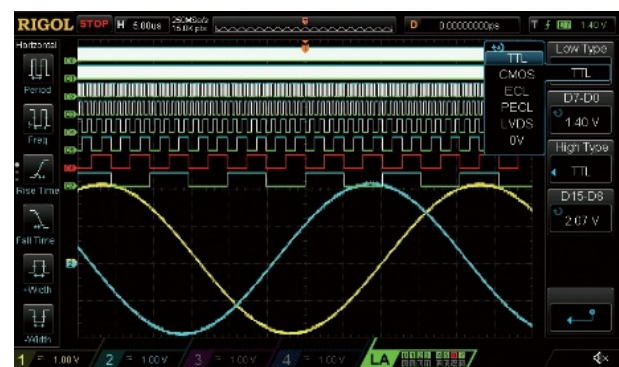 RIGOL STOP H 5.00us 250MSa/s 15.0K pts D 0.00000000ps T 1.40 V
Horizontal
Period
Freq
Rise Time
Fall Time
+Width
-Width
TTL
CMOS
ECL
PECL
LVDS
0V
Low Type
TTL
D7-D0
1.40 V
High Type
TTL
D15-D8
2.07 V
1 = 1.00 V 2 = 1.00 V 3 = 1.00 V 4 = 1.00 V LA